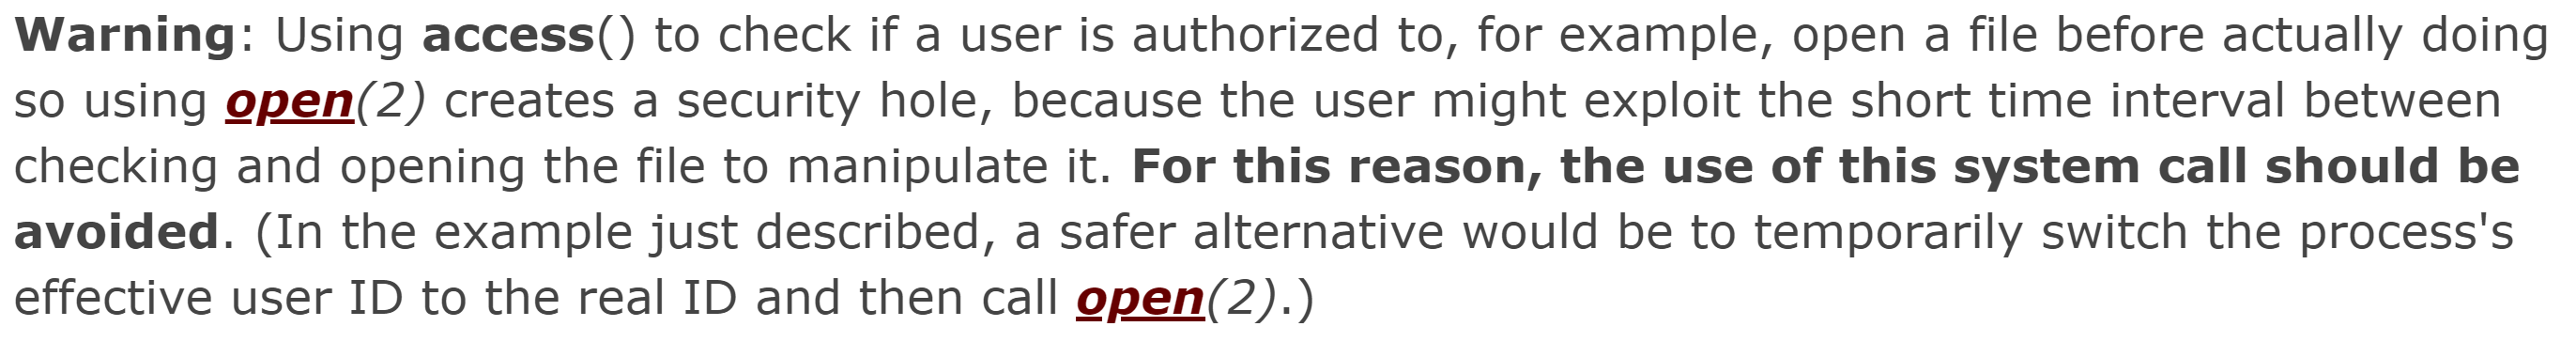 Warning: Using access() to check if a user is authorized to, for example, open a file before actually doing
so using open(2) creates a security hole, because the user might exploit the short time interval between
checking and opening the file to manipulate it. For this reason, the use of this system call should be
avoided. (In the example just described, a safer alternative would be to temporarily switch the process's
effective user ID to the real ID and then call open(2).)